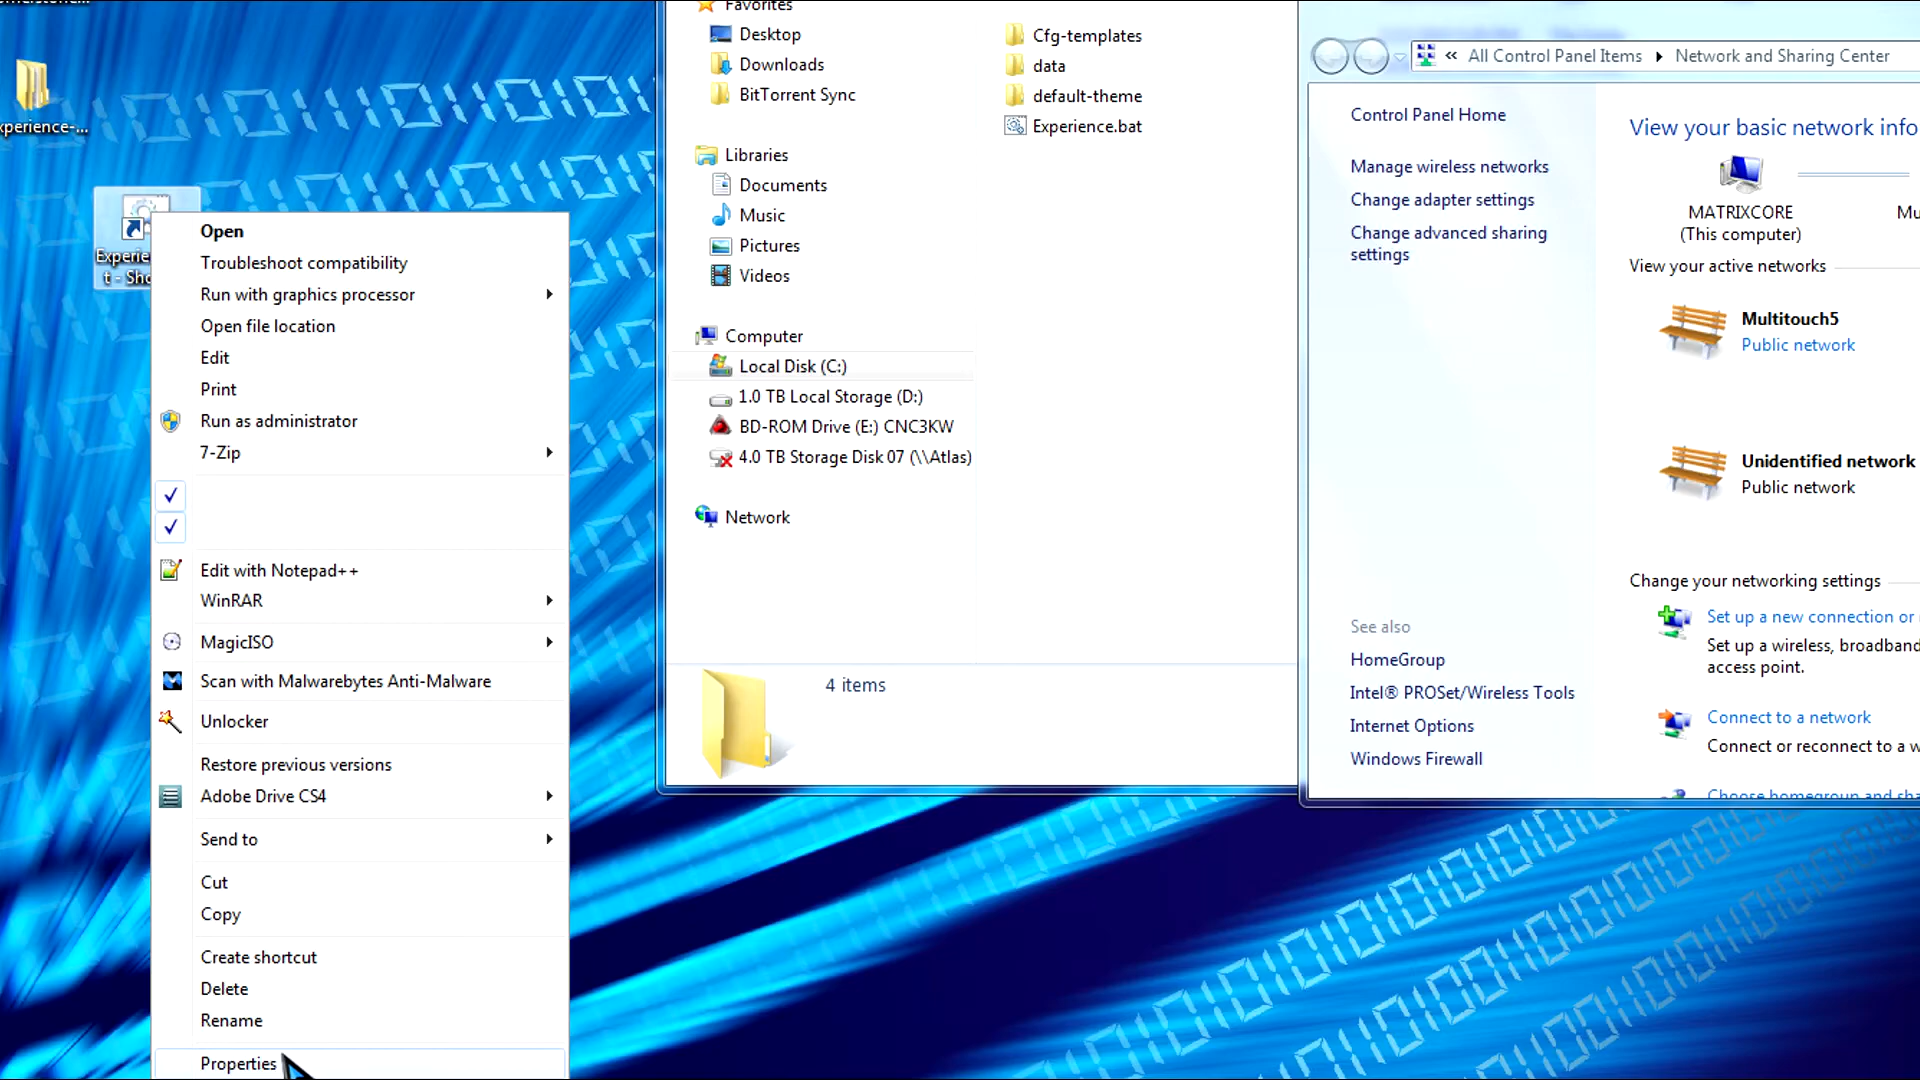 xperience-...
Experie
t - Sho
Open
Troubleshoot compatibility
Run with graphics processor
Open file location
Edit
Print
Run as administrator
7-Zip
Edit with Notepad++
WinRAR
MagicISO
Scan with Malwarebytes Anti-Malware
Unlocker
Restore previous versions
Adobe Drive CS4
Send to
Cut
Copy
Create shortcut
Delete
Rename
Properties
Favorites
Desktop
Downloads
BitTorrent Sync
Libraries
Documents
Music
Pictures
Videos
Computer
Local Disk (C:)
1.0 TB Local Storage (D:)
BD-ROM Drive (E:) CNC3KW
4.0 TB Storage Disk 07 (\\Atlas)
Network
Cfg-templates
data
default-theme
Experience.bat
4 items
« All Control Panel Items ▸ Network and Sharing Center
Control Panel Home
Manage wireless networks
Change adapter settings
Change advanced sharing
settings
See also
HomeGroup
Intel® PROSet/Wireless Tools
Internet Options
Windows Firewall
View your basic network info
MATRIXCORE
(This computer)
Mu
View your active networks
Multitouch5
Public network
Unidentified network
Public network
Change your networking settings
Set up a new connection or
Set up a wireless, broadband
access point.
Connect to a network
Connect or reconnect to a w
Choose homegroup and sha